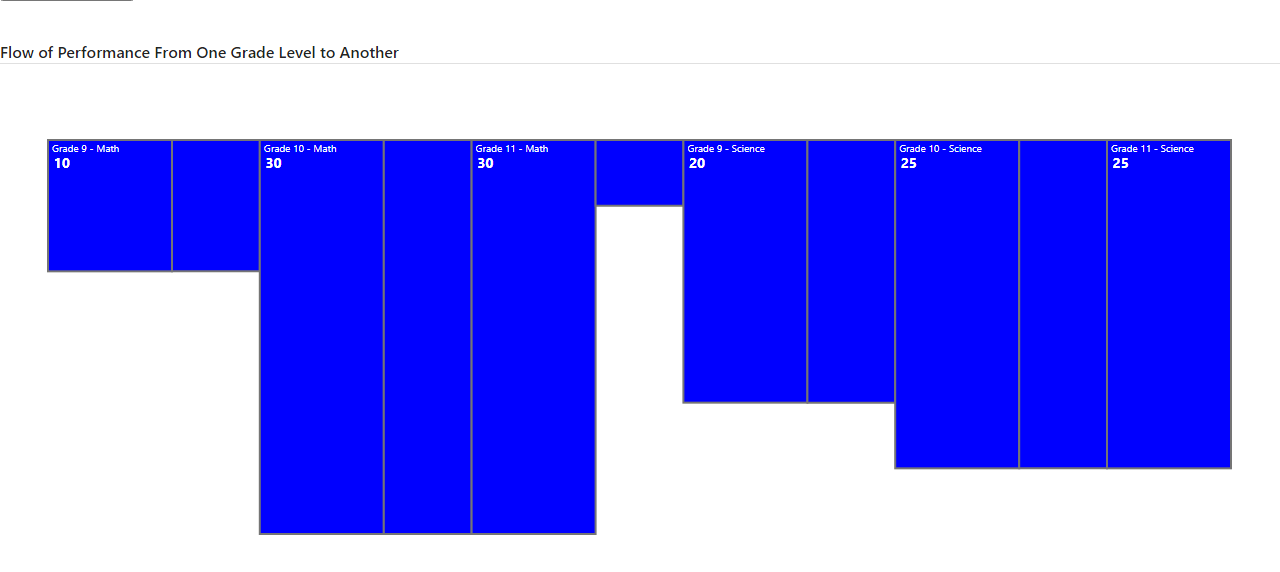 Flow of Performance From One Grade Level to Another
Grade 9 - Math
10
Grade 10 - Math
30
Grade 11 - Math
30
Grade 9 - Science
20
Grade 10 - Science
25
Grade 11 - Science
25